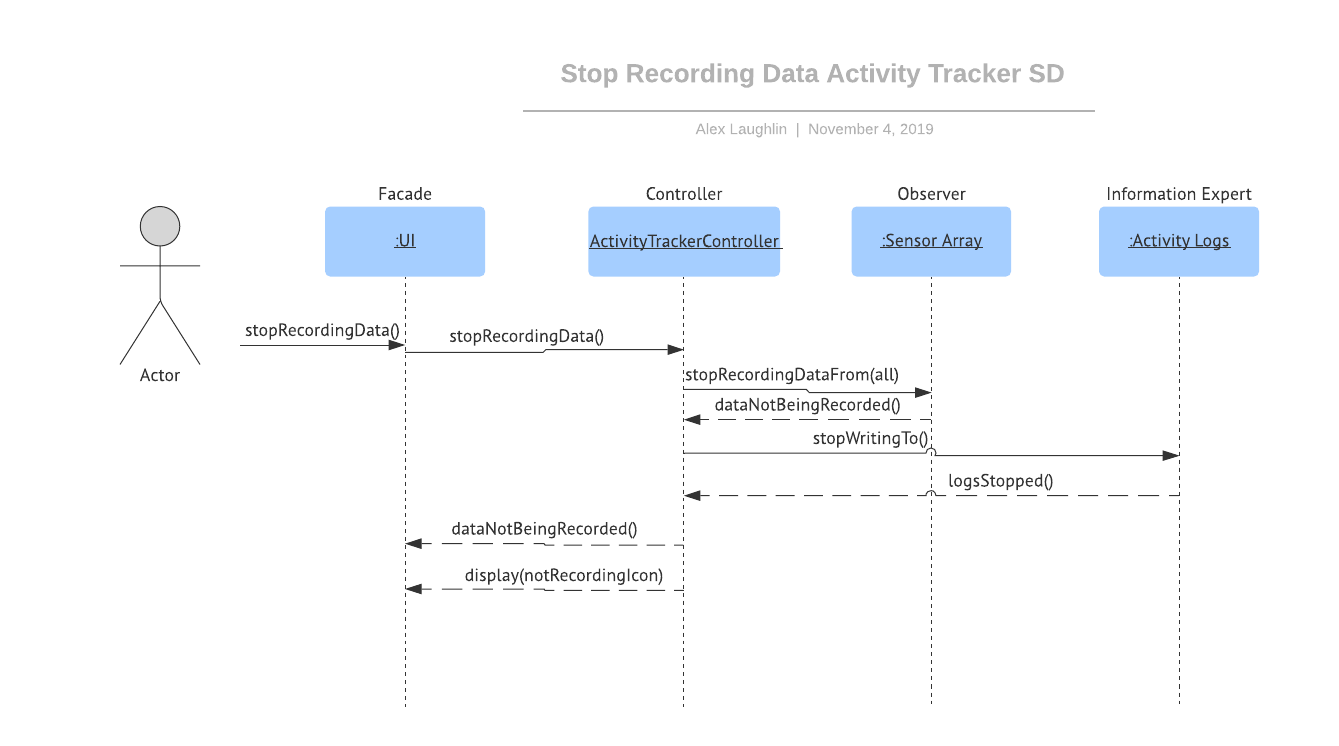 Stop Recording Data Activity Tracker SD
Alex Laughlin | November 4, 2019
Facade
Controller
Observer
Information Expert
:UI
ActivityTrackerController
:Sensor Array
:Activity Logs
Actor
stopRecordingData()
stopRecordingData()
stopRecordingDataFrom(all)
dataNotBeingRecorded()
stopWritingTo()
logsStopped()
dataNotBeingRecorded()
display(notRecordingIcon)